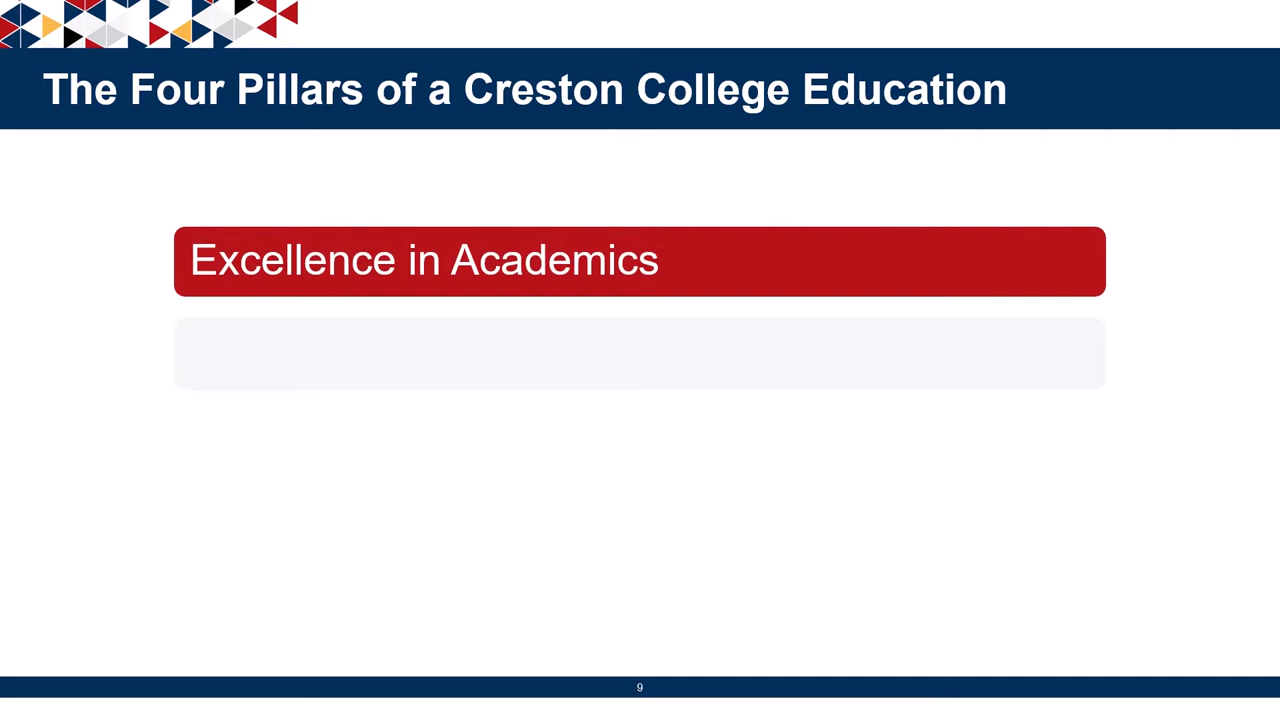 The Four Pillars of a Creston College Education
Excellence in Academics
9